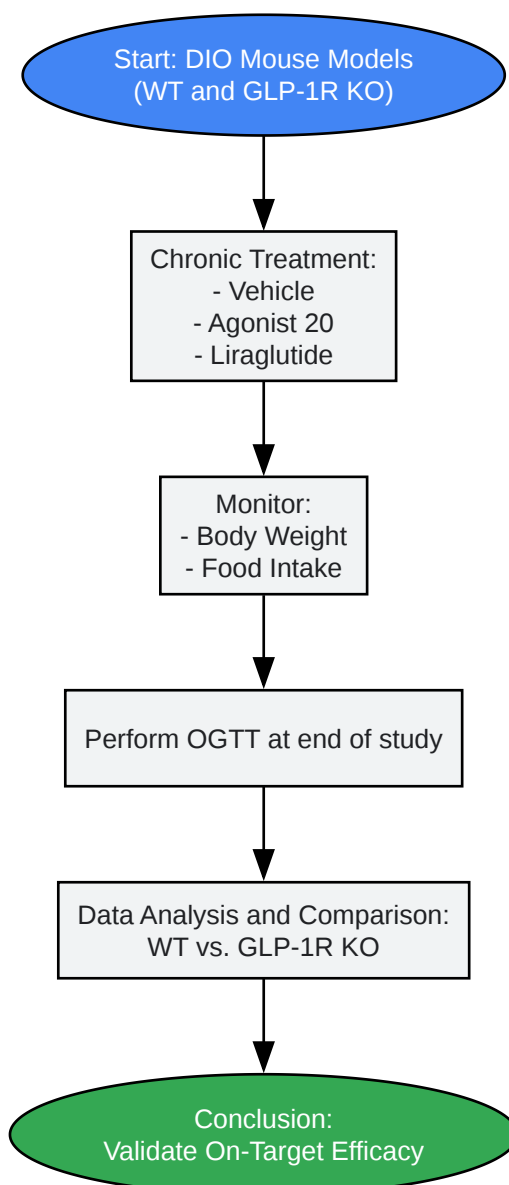 Start: DIO Mouse Models
(WT and GLP-1R KO)
Chronic Treatment:
- Vehicle
- Agonist 20
- Liraglutide
Monitor:
- Body Weight
- Food Intake
Perform OGTT at end of study
Data Analysis and Comparison:
WT vs. GLP-1R KO
Conclusion:
Validate On-Target Efficacy